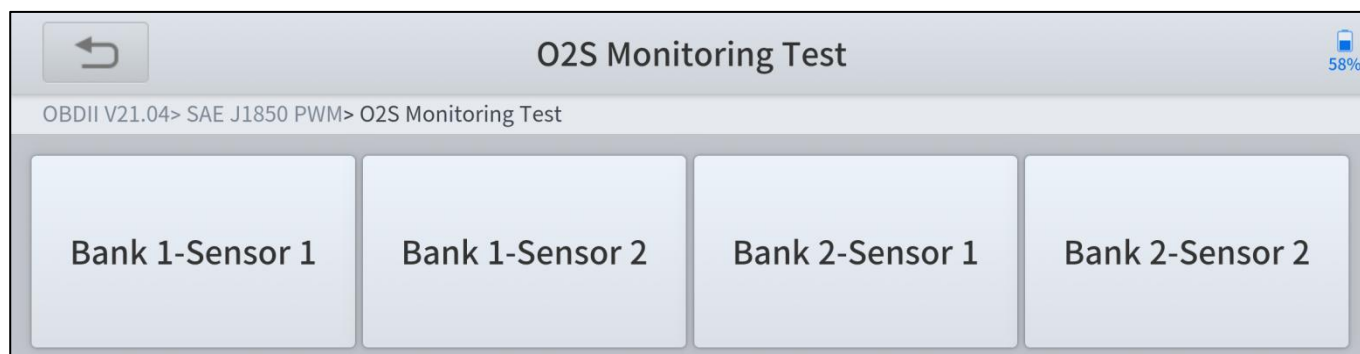 O2S Monitoring Test
58%
OBDII V21.04> SAE J1850 PWM> O2S Monitoring Test
Bank 1-Sensor 1
Bank 1-Sensor 2
Bank 2-Sensor 1
Bank 2-Sensor 2